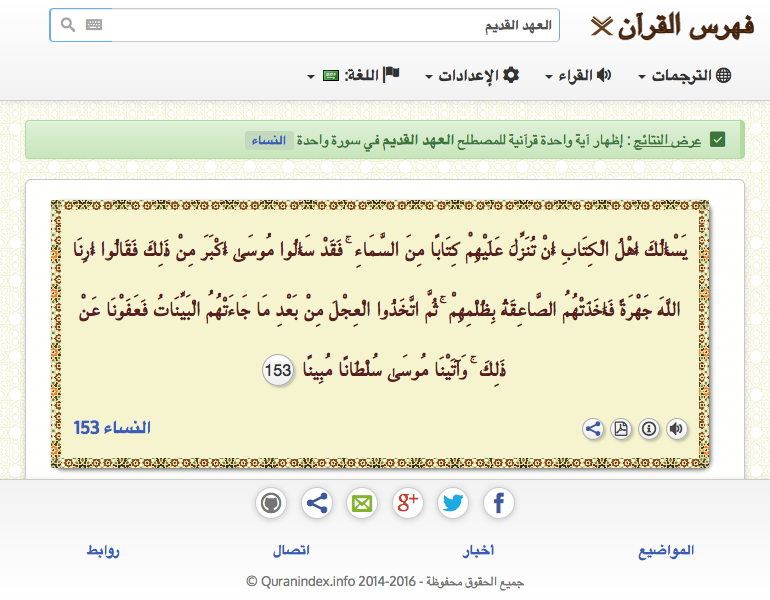 فهرس القرآن
العهد القديم
الترجمات
القراء
الإعدادات
اللغة:
عرض النتائج : إظهار آية واحدة قرآنية للمصطلح العهد القديم في سورة واحدة النساء
يَسْأَلُكَ أَهْلُ الْكِتَابِ أَنْ تُنَزِّلَ عَلَيْهِمْ كِتَابًا مِنَ السَّمَاءِ ۚ فَقَدْ سَأَلُوا مُوسَىٰ أَكْبَرَ مِنْ ذَٰلِكَ فَقَالُوا أَرِنَا
اللَّهَ جَهْرَةً فَأَخَذَتْهُمُ الصَّاعِقَةُ بِظُلْمِهِمْ ۚ ثُمَّ اتَّخَذُوا الْعِجْلَ مِنْ بَعْدِ مَا جَاءَتْهُمُ الْبَيِّنَاتُ فَعَفَوْنَا عَنْ
ذَٰلِكَ ۚ وَآتَيْنَا مُوسَىٰ سُلْطَانًا مُبِينًا 153
النساء 153
المواضيع
أخبار
اتصال
روابط
جميع الحقوق محفوظة - 2014-2016 Quranindex.info ©